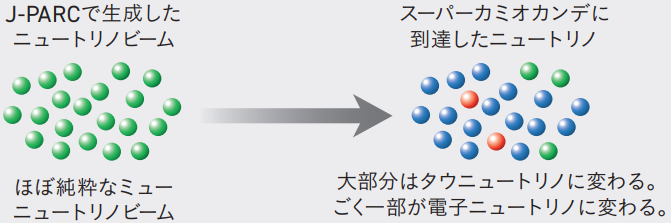 J-PARCで生成した
ニュートリノビーム
スーパーカミオカンデに
到達したニュートリノ
ほぼ純粋なミュー
ニュートリノビーム
大部分はタウニュートリノに変わる。
ごく一部が電子ニュートリノに変わる。